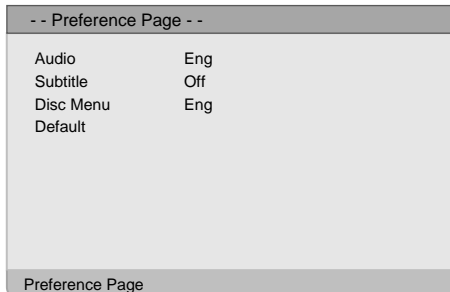 - - Preference Page - -
Audio Eng
Subtitle Off
Disc Menu Eng
Default
Preference Page